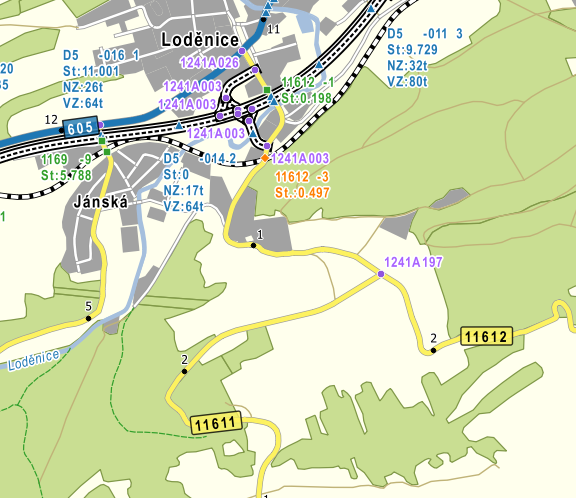 11
Loděnice
D5 -016 1
St:11.001
NZ:26t
VZ:64t
1241A026
D5 -011 3
St:9.729
NZ:32t
VZ:80t
20
1241A003
11612 -1
St:0.198
1241A003
12
605
1241A003
1169 -9
St:5.788
D5 -014 2
St:0
NZ:17t
VZ:64t
1241A003
11612 -3
St.:0.497
Jánská
1
1
1241A197
5
2
11612
Loděnice
2
11611
1